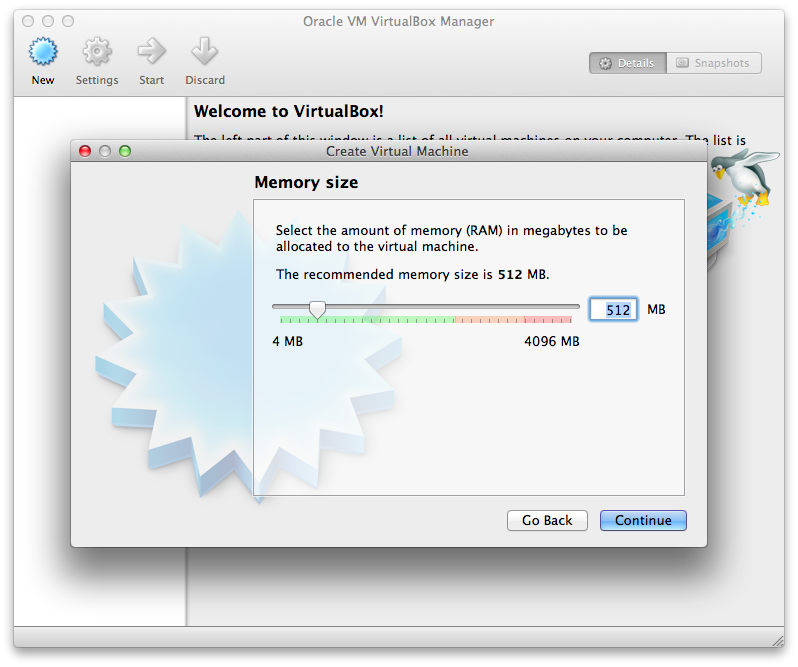 Oracle VM VirtualBox Manager
New Settings Start Discard
Details Snapshots
Welcome to VirtualBox!
The left part of this window is a list of all virtual machines on your computer. The list is
Create Virtual Machine
Memory size
Select the amount of memory (RAM) in megabytes to be
allocated to the virtual machine.
The recommended memory size is 512 MB.
512 MB
4 MB 4096 MB
Go Back Continue